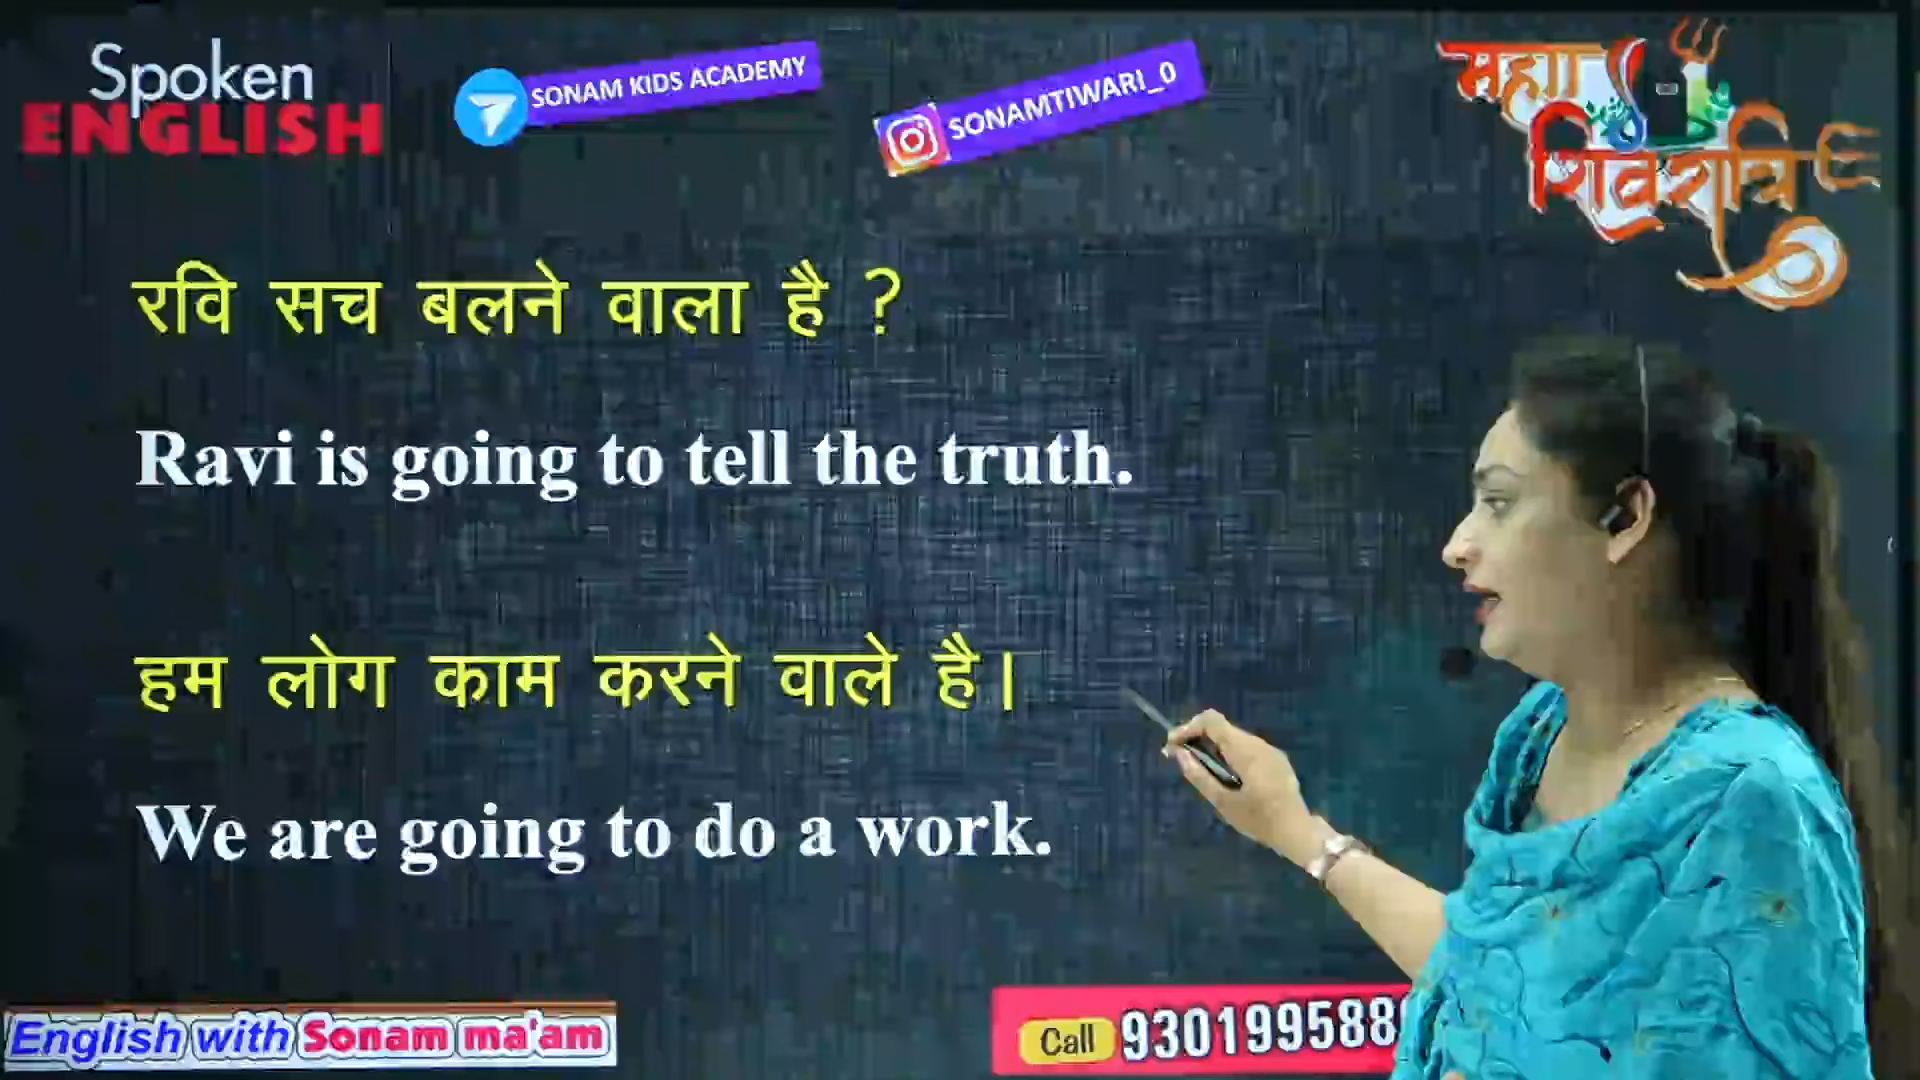 Spoken
ENGLISH
SONAM KIDS ACADEMY
SONAMTIWARI_0
महा
शिवरात्रि
रवि सच बलने वाला है ?
Ravi is going to tell the truth.
हम लोग काम करने वाले है।
We are going to do a work.
English with Sonam ma'am
Call 930199588